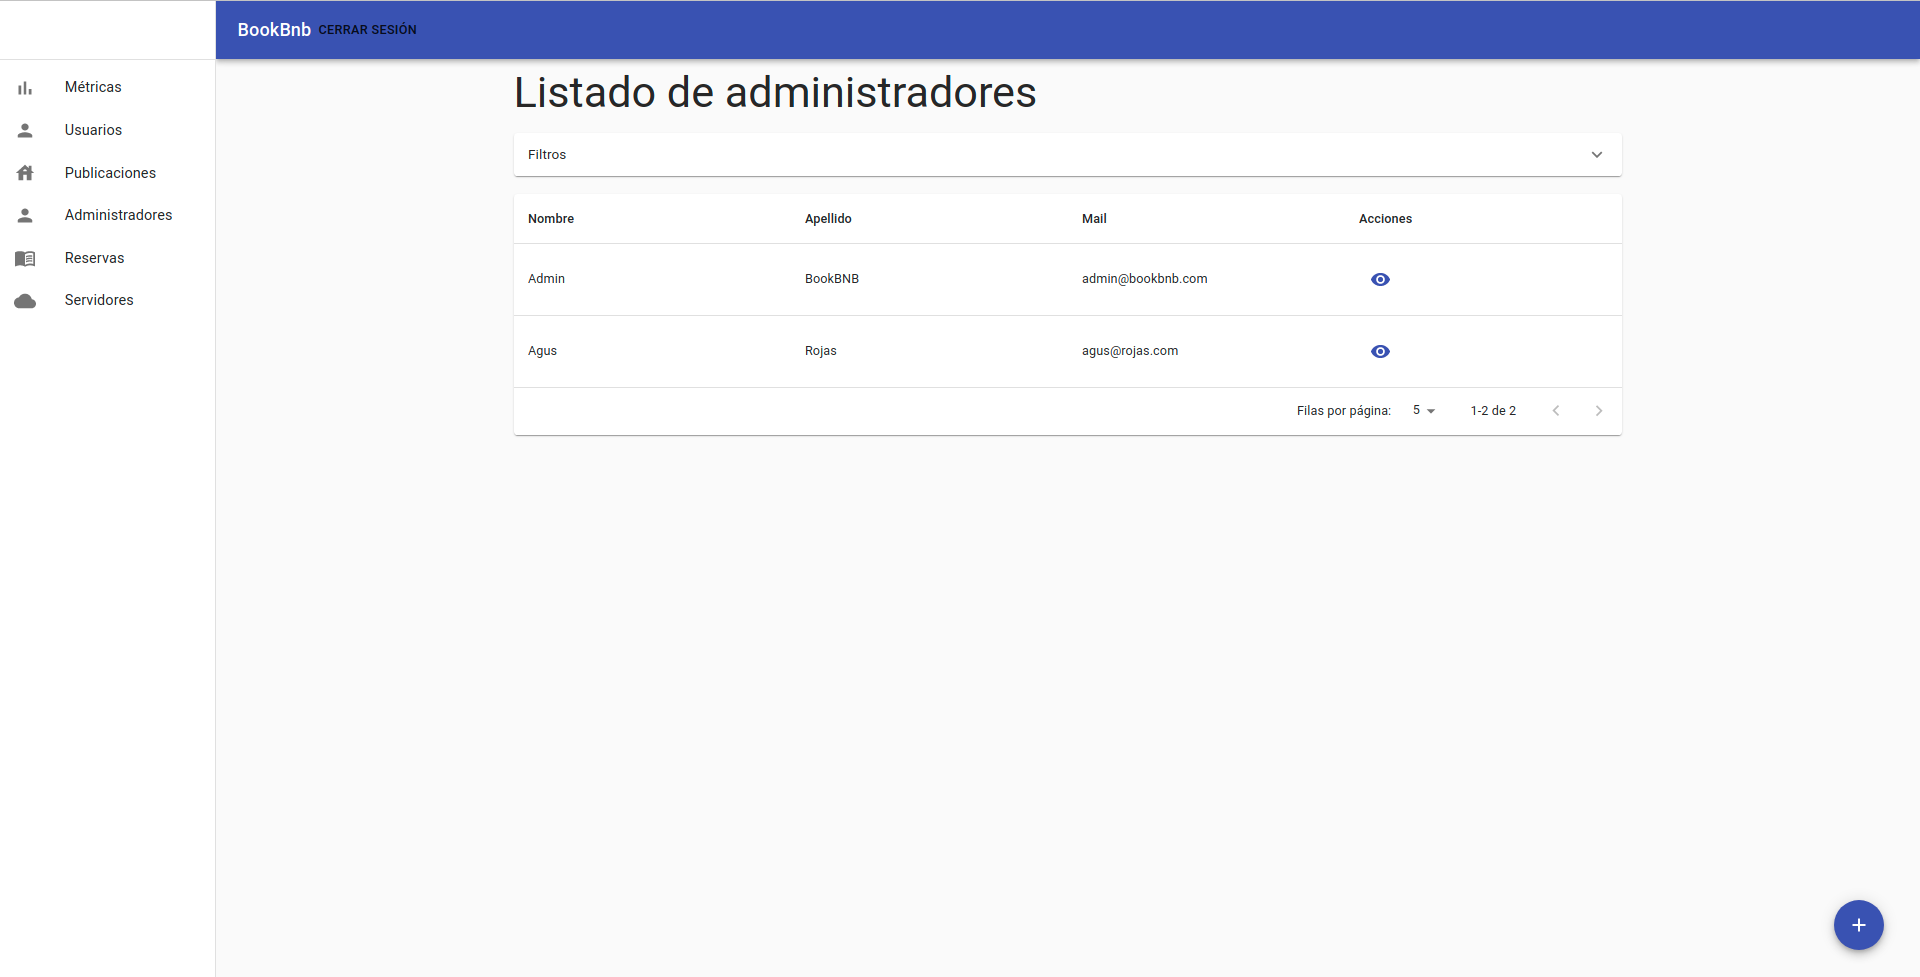 BookBnb CERRAR SESIÓN
Métricas
Usuarios
Publicaciones
Administradores
Reservas
Servidores
Listado de administradores
Filtros
Nombre Apellido Mail Acciones
Admin BookBNB admin@bookbnb.com
Agus Rojas agus@rojas.com
Filas por página: 5 1-2 de 2